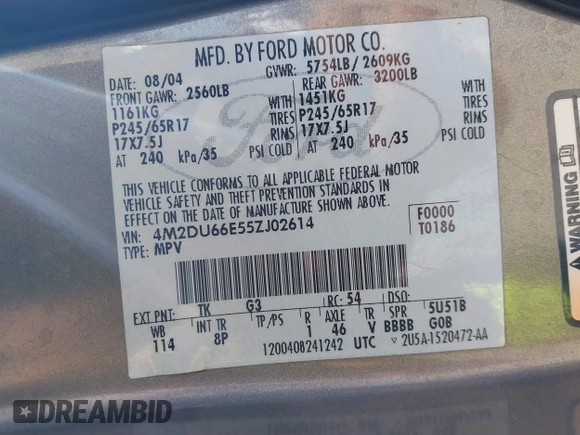 MFD. BY FORD MOTOR CO.
DATE 08/04 GVWR: 5754LB / 2609KG
FRONT GAWR: 2560LB REAR GAWR: 3200LB
1161KG 1451KG
P245/65R17 TIRES P245/65R17 TIRES
17X7.5J RIMS 17X7.5J RIMS
AT 240 kPa/35 PSI COLD AT 240 kPa/35 PSI COLD
Ford
THIS VEHICLE CONFORMS TO ALL APPLICABLE FEDERAL MOTOR
VEHICLE SAFETY AND THEFT PREVENTION STANDARDS IN
EFFECT ON THE DATE OF MANUFACTURE SHOWN ABOVE.
VIN: 4M2DU66E55ZJ02614 F0000
TYPE: MPV T0186
EXT PNT: TK G3 RC: 54 DSO:
WB INT TR TP/PS R AXLE TR SPR 5U51B
114 8P 1 46 V BBBB GOB
1200408241242 UTC 2U5A-1520472-AA
WARNING
DREAMBID